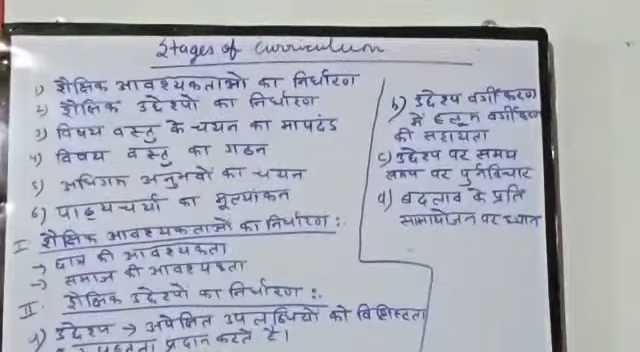 Stages of curriculum
1) शैक्षिक आवश्यकताओ का निर्धारण
2) शैक्षिक उद्देश्यों का निर्धारण
3) विषय वस्तु के चयन का मापदंड
4) विषय वस्तु का गठन
5) अधिगम अनुभवों का चयन
6) पाठ्यचर्या का मूल्यांकन
I शैक्षिक आवश्यकताओं का निर्धारण :-
→ छात्र की आवश्यकता
→ समाज की आवश्यकता
II. शैक्षिक उद्देश्यों का निर्धारण :-
a) उद्देश्य → अपेक्षित उपलब्धियों को विशिष्टता
प्रदान करते है।
b) उद्देश्य वर्गीकरण
में ब्लूम वर्गीकरण
की सहायता
c) उद्देश्य पर समय
समय पर पुर्नविचार
d) बदलाव के प्रति
सामायोजन पर ध्यान